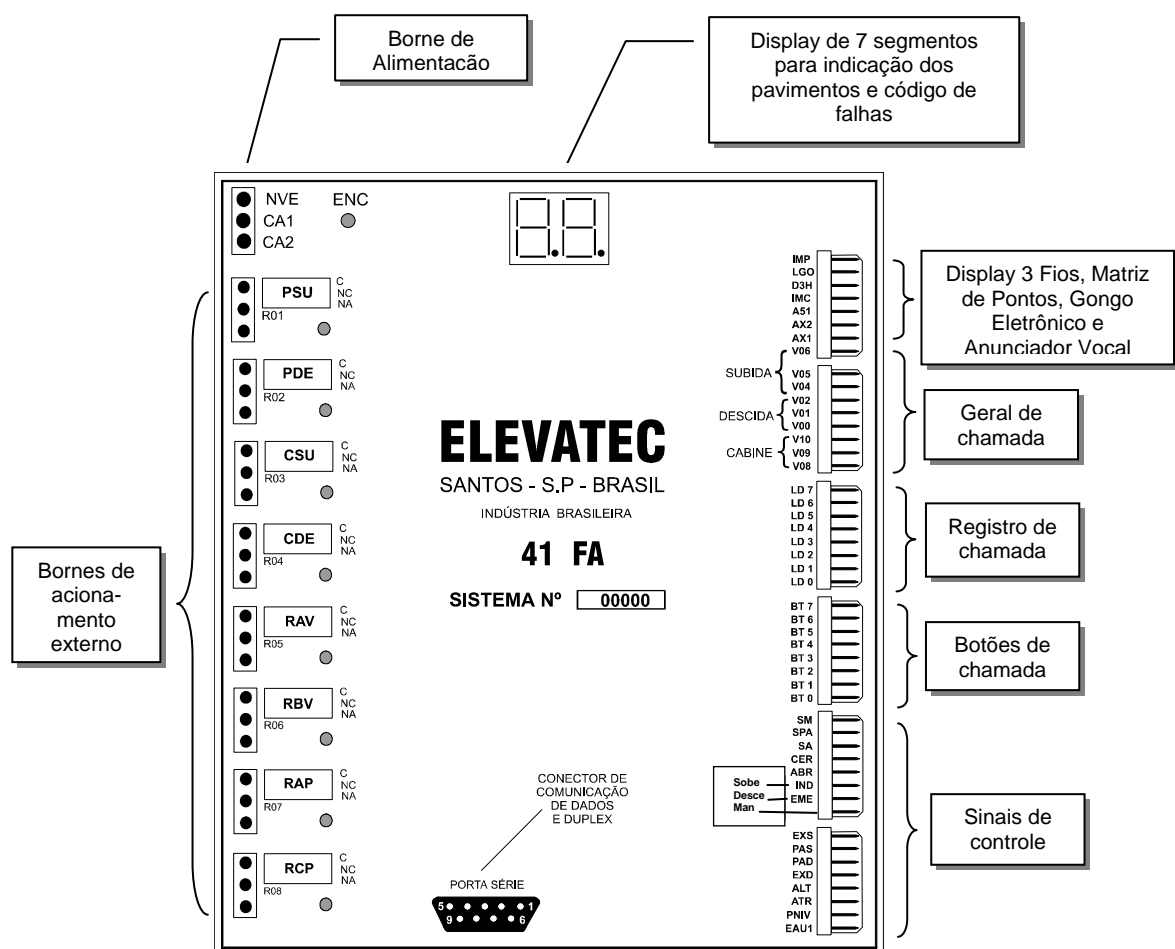 Borne de
Alimentacão
Display de 7 segmentos
para indicação dos
pavimentos e código de
falhas
NVE
ENC
CA1
CA2
PSU
C
NC
NA
R01
PDE
C
NC
NA
R02
CSU
C
NC
NA
R03
CDE
C
NC
NA
R04
RAV
C
NC
NA
R05
RBV
C
NC
NA
R06
RAP
C
NC
NA
R07
RCP
C
NC
NA
R08
Bornes de
aciona-
mento
externo
ELEVATEC
SANTOS - S.P - BRASIL
INDÚSTRIA BRASILEIRA
41 FA
SISTEMA Nº 00000
CONECTOR DE
COMUNICAÇÃO
DE DADOS
E DUPLEX
PORTA SÉRIE
5 1
9 6
IMP
LGO
D3H
IMC
A51
AX2
AX1
V06
SUBIDA
V05
V04
DESCIDA
V02
V01
V00
CABINE
V10
V09
V08
LD 7
LD 6
LD 5
LD 4
LD 3
LD 2
LD 1
LD 0
BT 7
BT 6
BT 5
BT 4
BT 3
BT 2
BT 1
BT 0
SM
SPA
SA
CER
ABR
Sobe
IND
Desce
EME
Man
EXS
PAS
PAD
EXD
ALT
ATR
PNIV
EAU1
Display 3 Fios, Matriz
de Pontos, Gongo
Eletrônico e
Anunciador Vocal
Geral de
chamada
Registro de
chamada
Botões de
chamada
Sinais de
controle